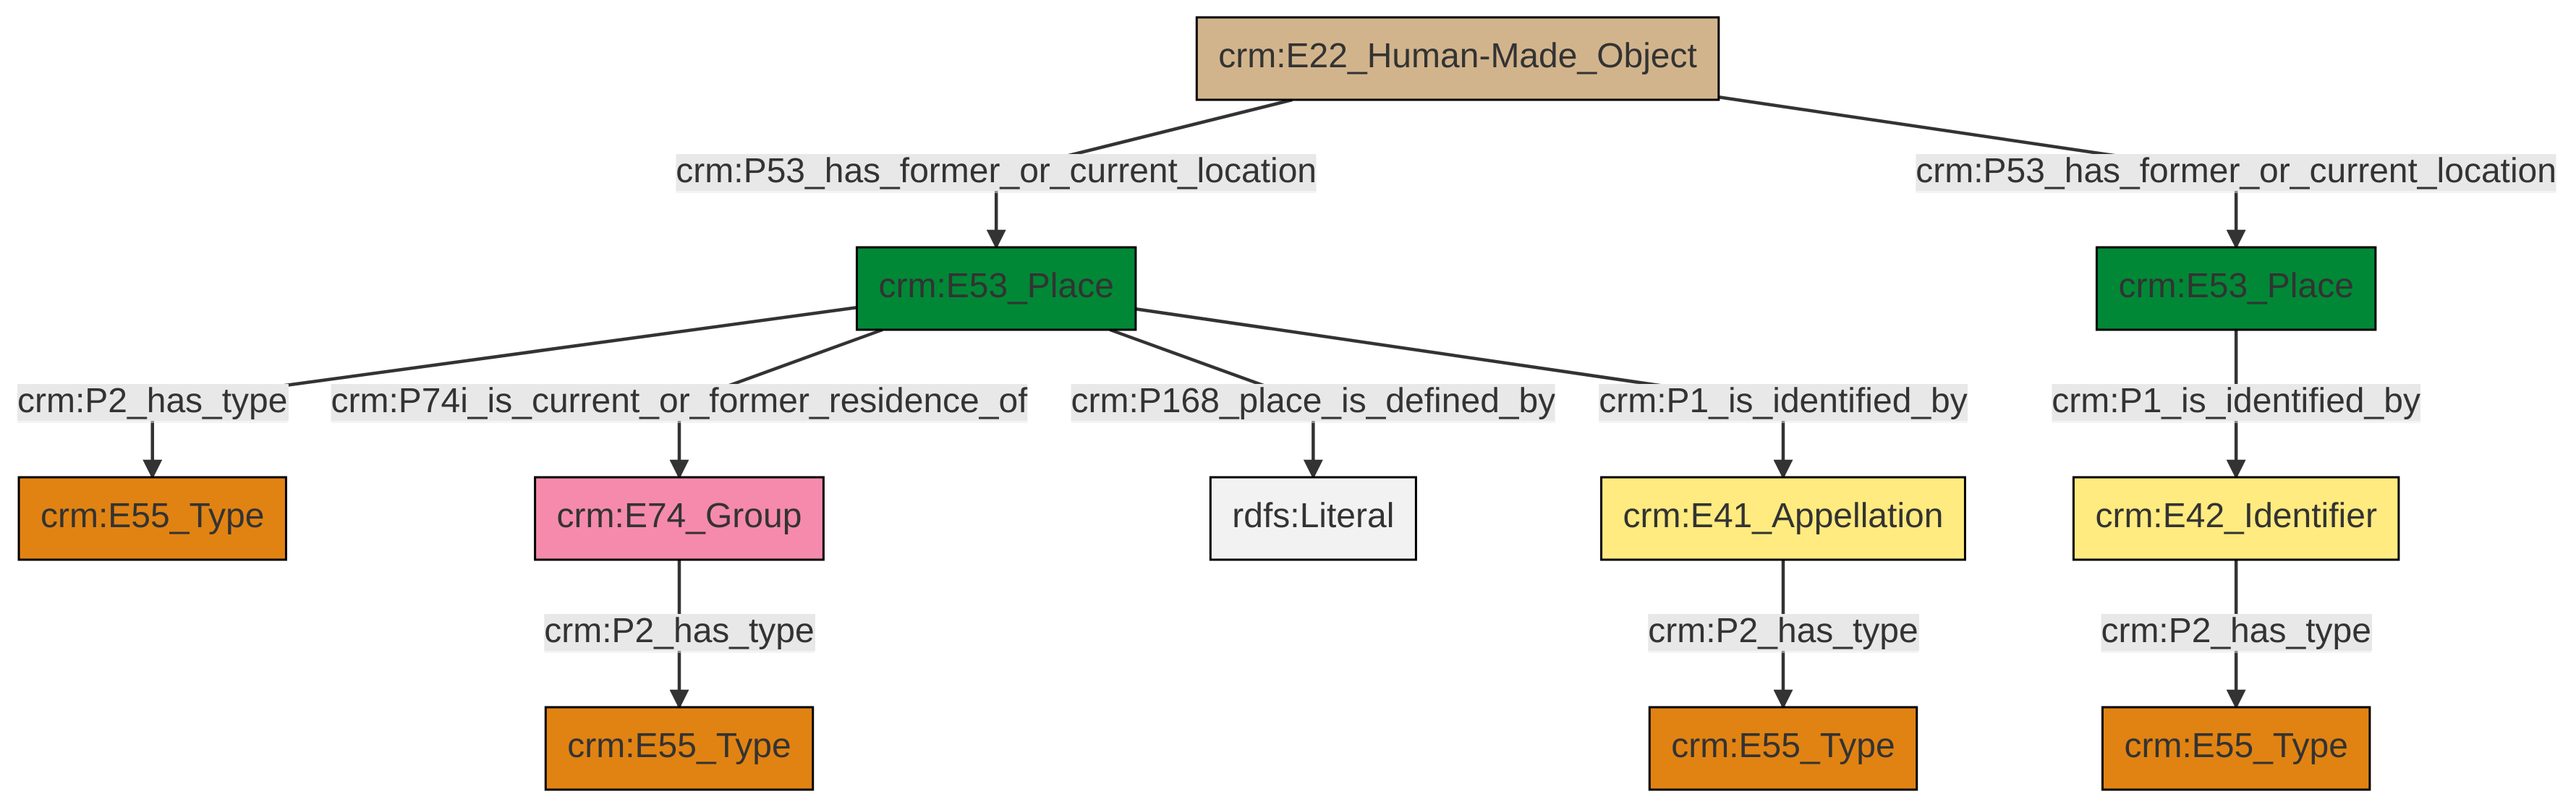 crm:E22_Human-Made_Object
crm:P53_has_former_or_current_location
crm:P53_has_former_or_current_location
crm:E53_Place
crm:E53_Place
crm:P2_has_type
crm:P74i_is_current_or_former_residence_of
crm:P168_place_is_defined_by
crm:P1_is_identified_by
crm:P1_is_identified_by
crm:E55_Type
crm:E74_Group
rdfs:Literal
crm:E41_Appellation
crm:E42_Identifier
crm:P2_has_type
crm:P2_has_type
crm:P2_has_type
crm:E55_Type
crm:E55_Type
crm:E55_Type